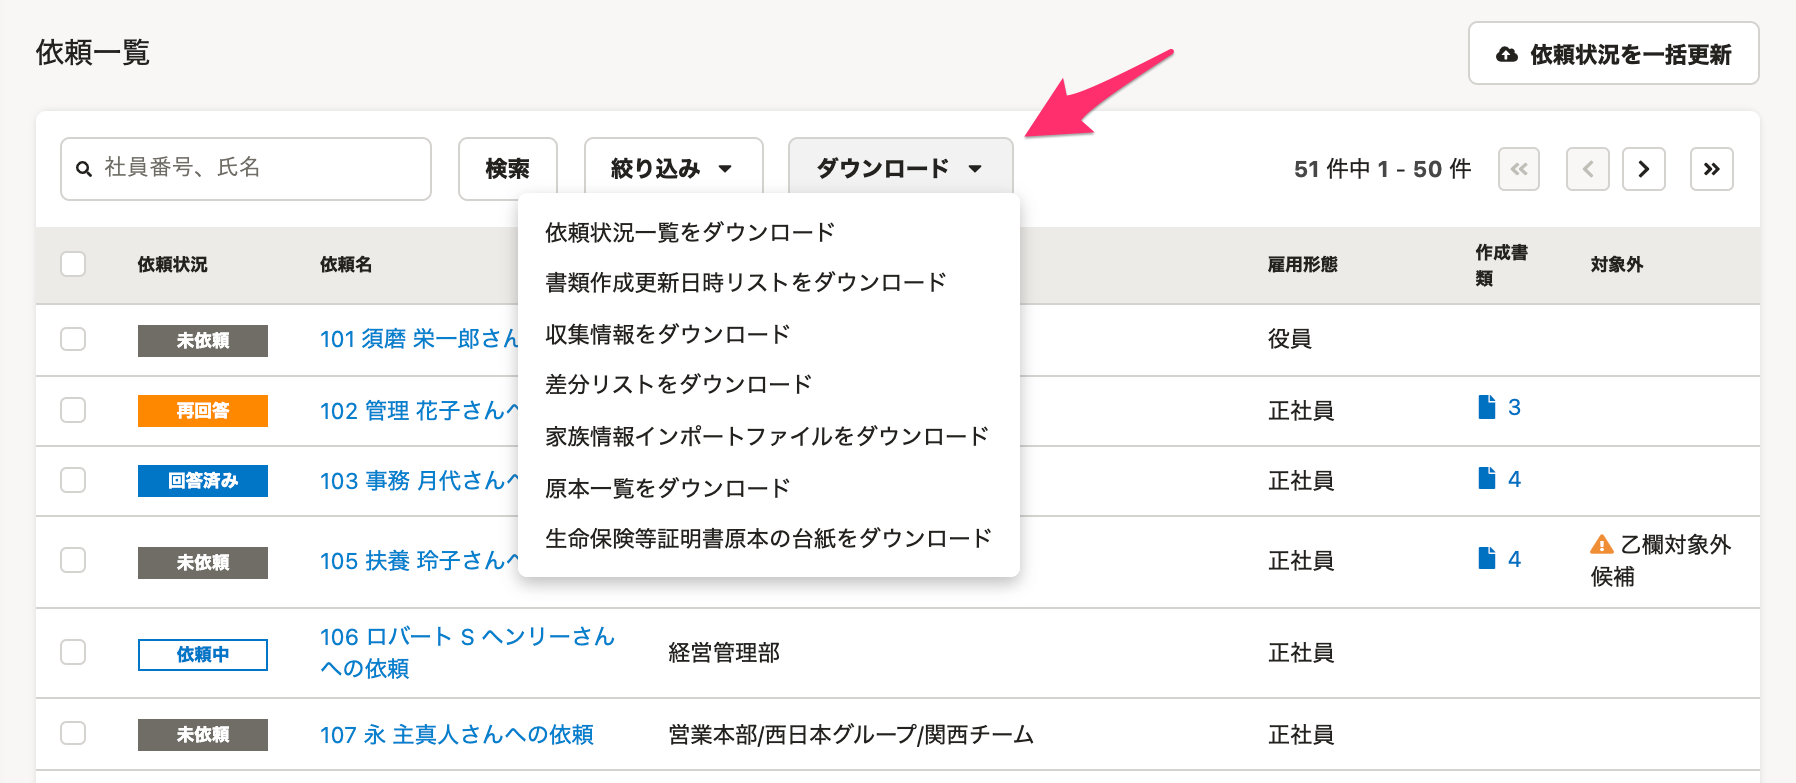 依頼一覧
依頼状況を一括更新
社員番号、氏名
検索
絞り込み
ダウンロード
51 件中 1 - 50 件
依頼状況一覧をダウンロード
書類作成更新日時リストをダウンロード
収集情報をダウンロード
差分リストをダウンロード
家族情報インポートファイルをダウンロード
原本一覧をダウンロード
生命保険等証明書原本の台紙をダウンロード
依頼状況
依頼名
雇用形態
作成書
類
対象外
未依頼
101 須磨 栄一郎さん
役員
再回答
102 管理 花子さんへ
正社員
3
回答済み
103 事務 月代さんへ
正社員
4
未依頼
105 扶養 玲子さんへ
正社員
4
乙欄対象外
候補
依頼中
106 ロバート S ヘンリーさん
への依頼
経営管理部
正社員
未依頼
107 永 主真人さんへの依頼
営業本部/西日本グループ/関西チーム
正社員